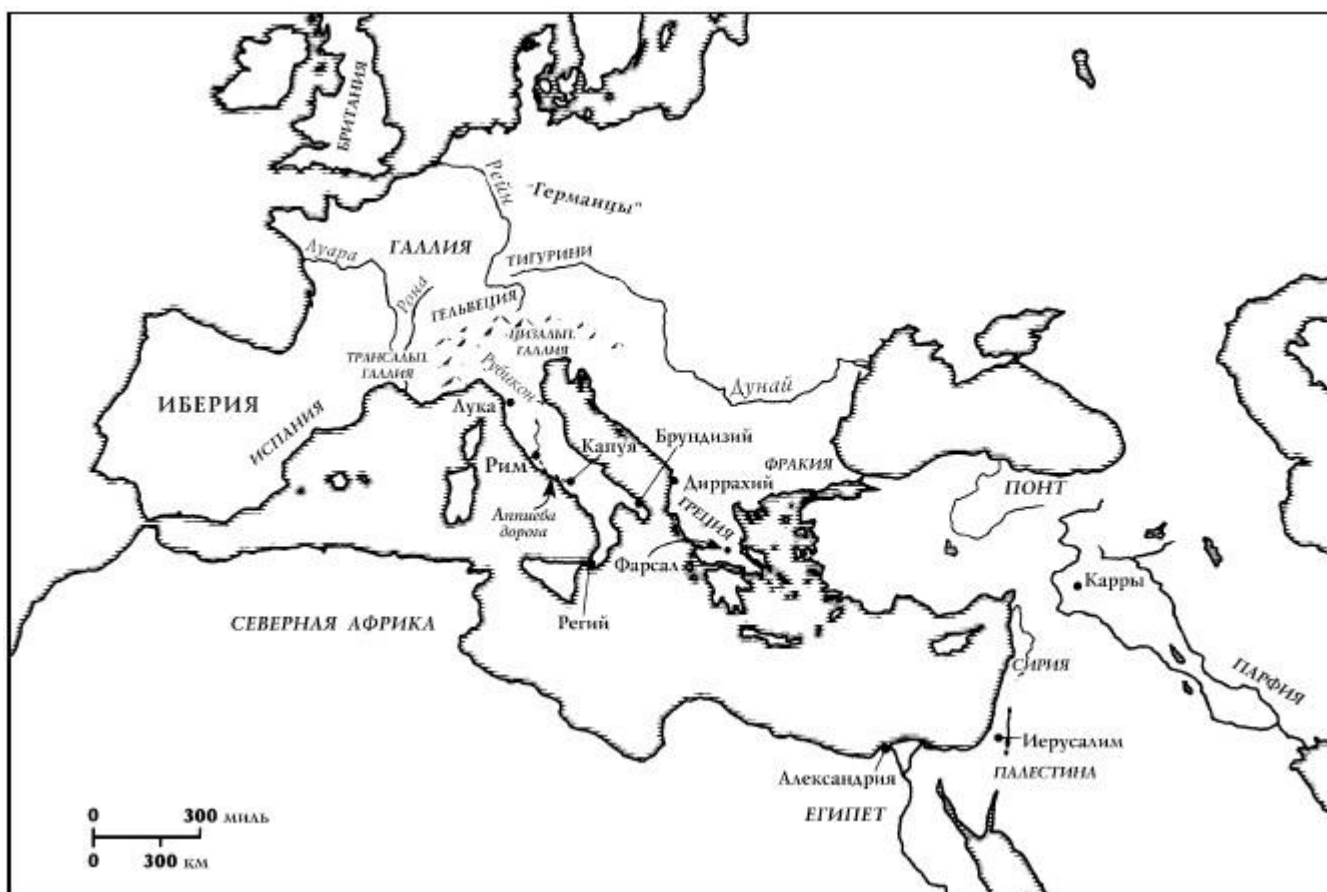 БРИТАНИЯ
Рейн
"Германцы"
Луара
ГАЛЛИЯ
ТИГУРИНИ
Рона
ГЕЛЬВЕЦИЯ
ЦИЗАЛЬП.
ГАЛЛИЯ
ТРАНСАЛЬП.
ГАЛЛИЯ
Рубикон
Дунай
ИБЕРИЯ
ИСПАНИЯ
Лука
Брундизий
Капуя
Рим
ФРАКИЯ
Диррахий
ПОНТ
Аппиева
дорога
ГРЕЦИЯ
Фарсал
Карры
СЕВЕРНАЯ АФРИКА
Регий
СИРИЯ
ПАРФИЯ
Иерусалим
Александрия
ПАЛЕСТИНА
ЕГИПЕТ
0 300 МИЛЬ
0 300 КМ